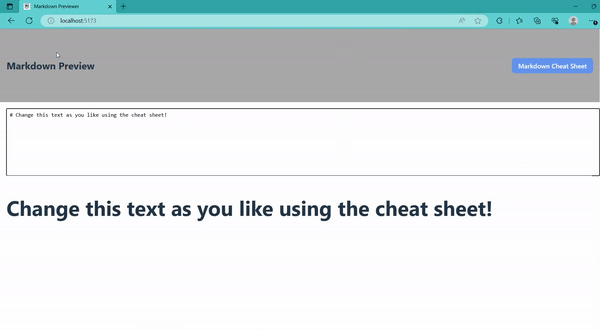 Markdown Previewer
localhost:5173
Markdown Preview
Markdown Cheat Sheet
# Change this text as you like using the cheat sheet!
Change this text as you like using the cheat sheet!